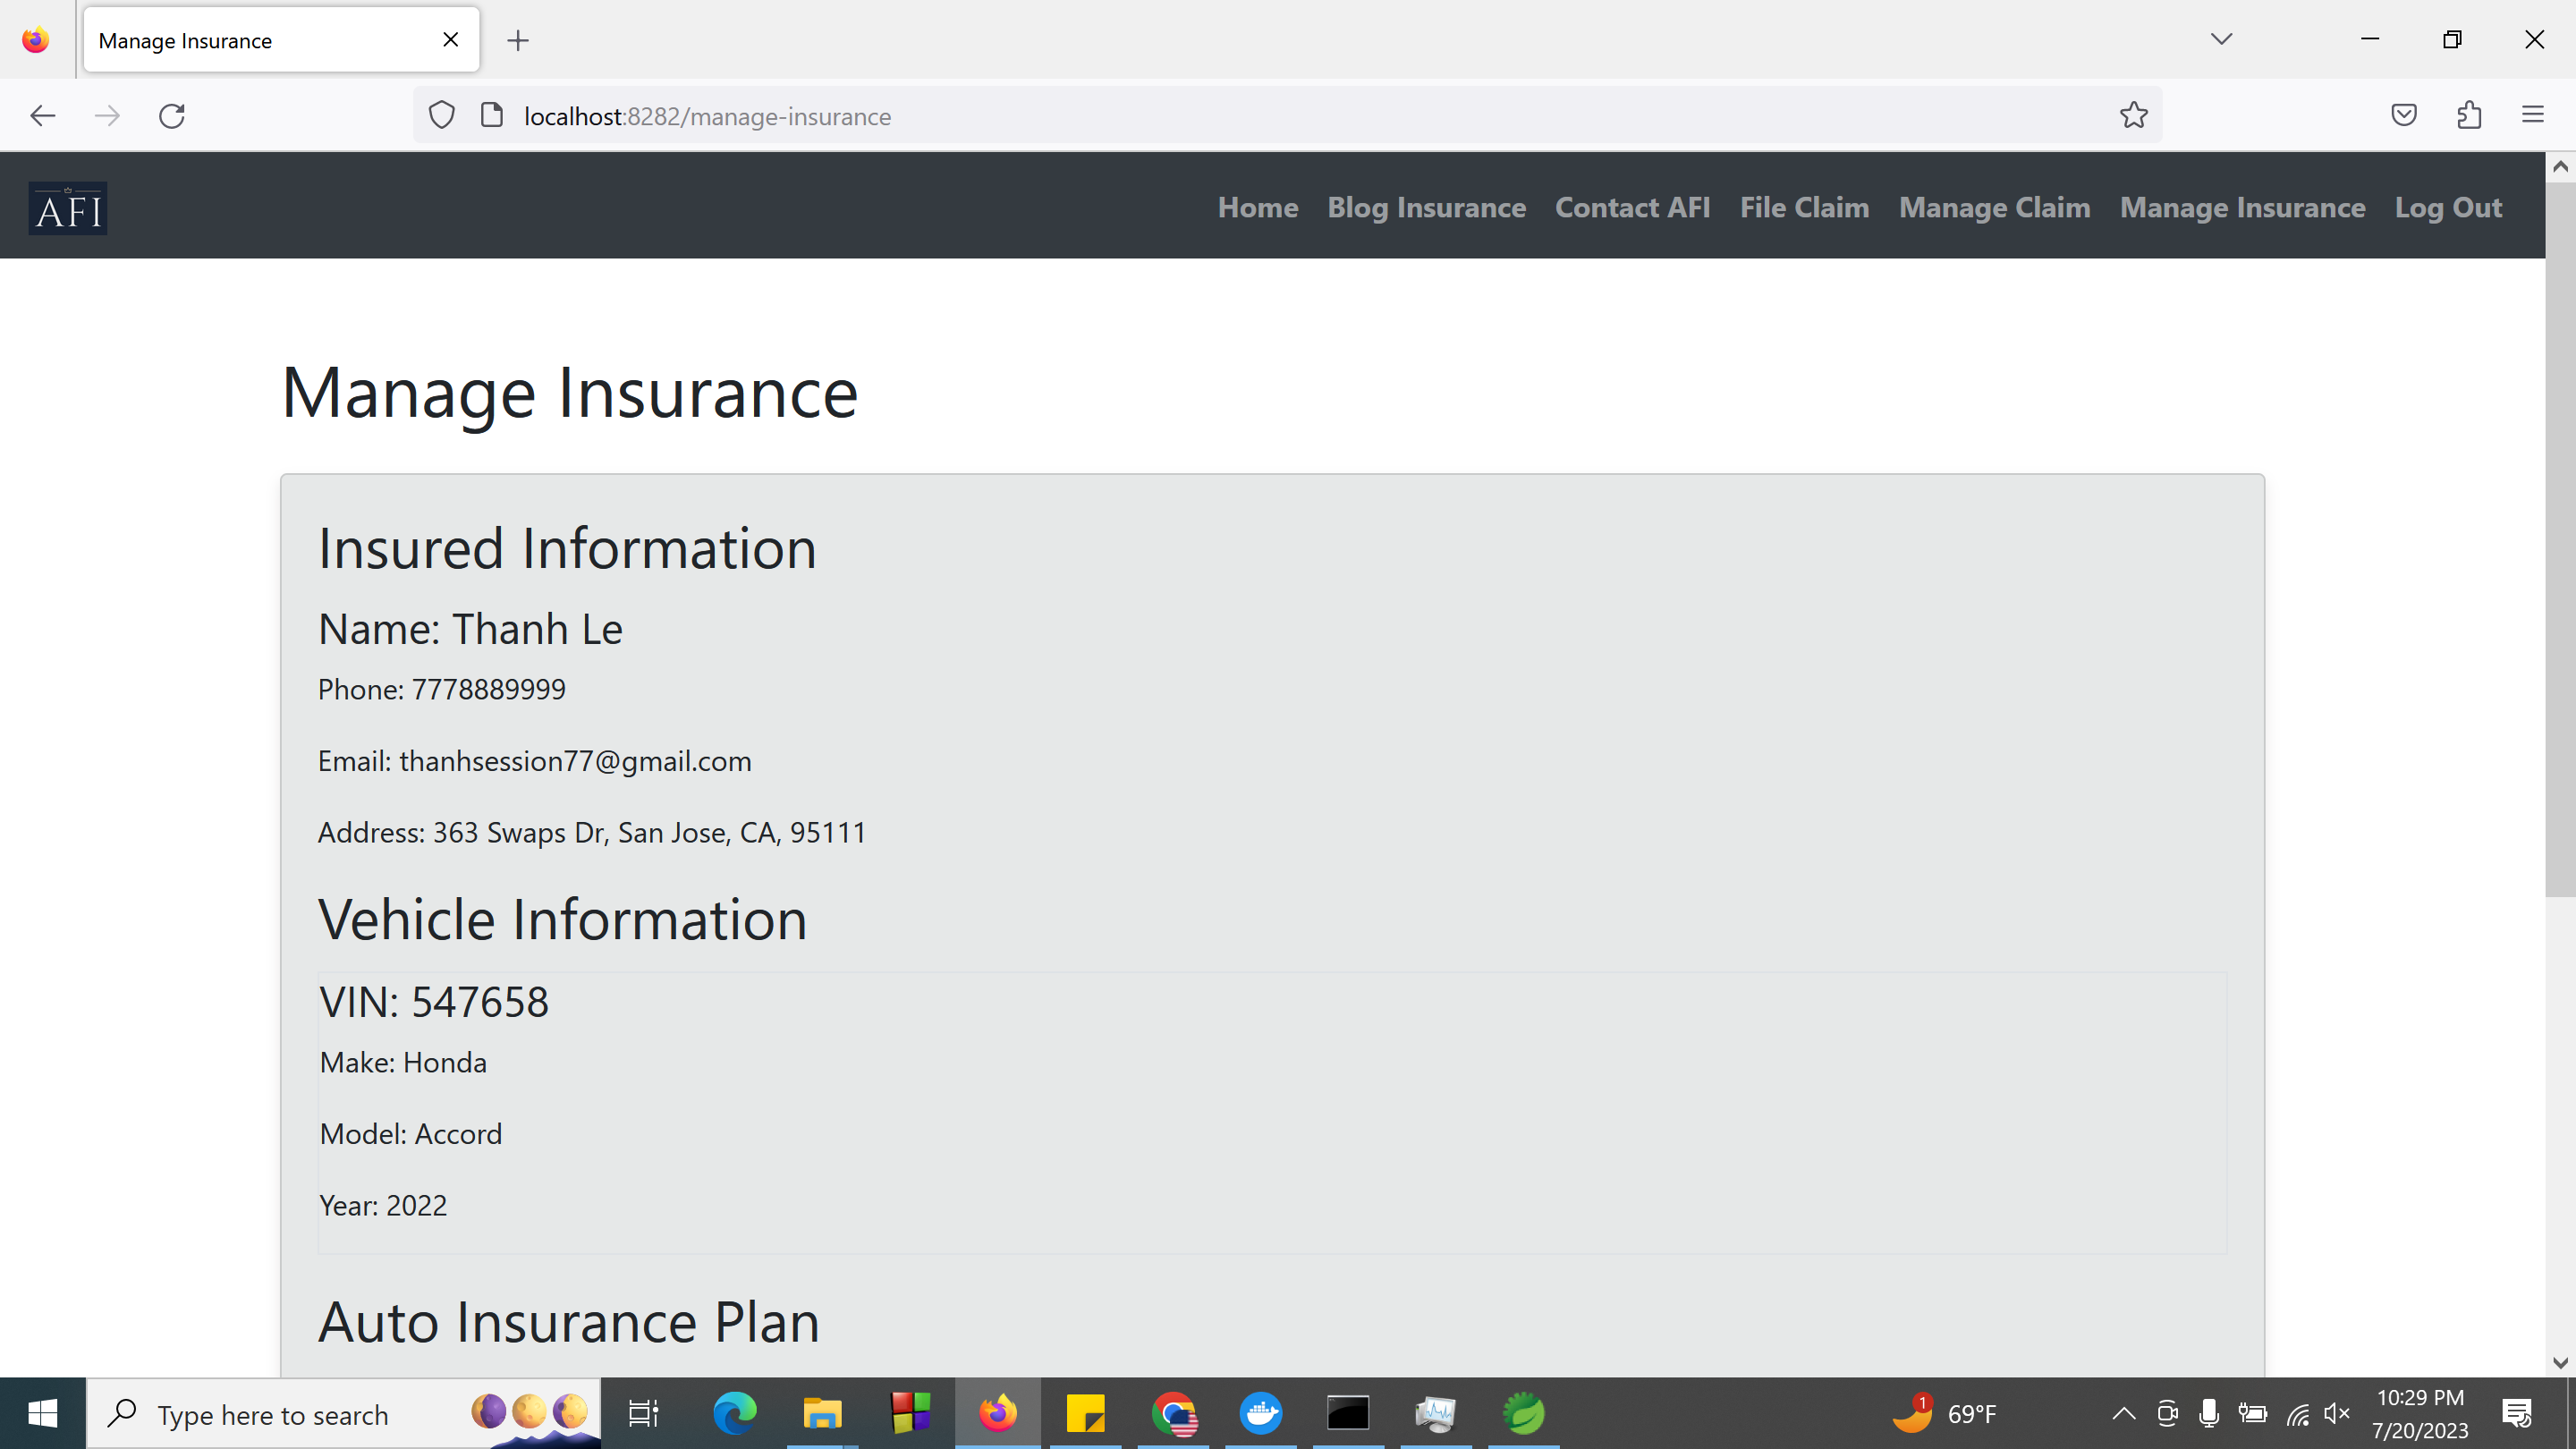 Manage Insurance
localhost:8282/manage-insurance
AFI
Home Blog Insurance Contact AFI File Claim Manage Claim Manage Insurance Log Out
Manage Insurance
Insured Information
Name: Thanh Le
Phone: 7778889999
Email: thanhsession77@gmail.com
Address: 363 Swaps Dr, San Jose, CA, 95111
Vehicle Information
VIN: 547658
Make: Honda
Model: Accord
Year: 2022
Auto Insurance Plan
Type here to search
1
69°F
10:29 PM
7/20/2023